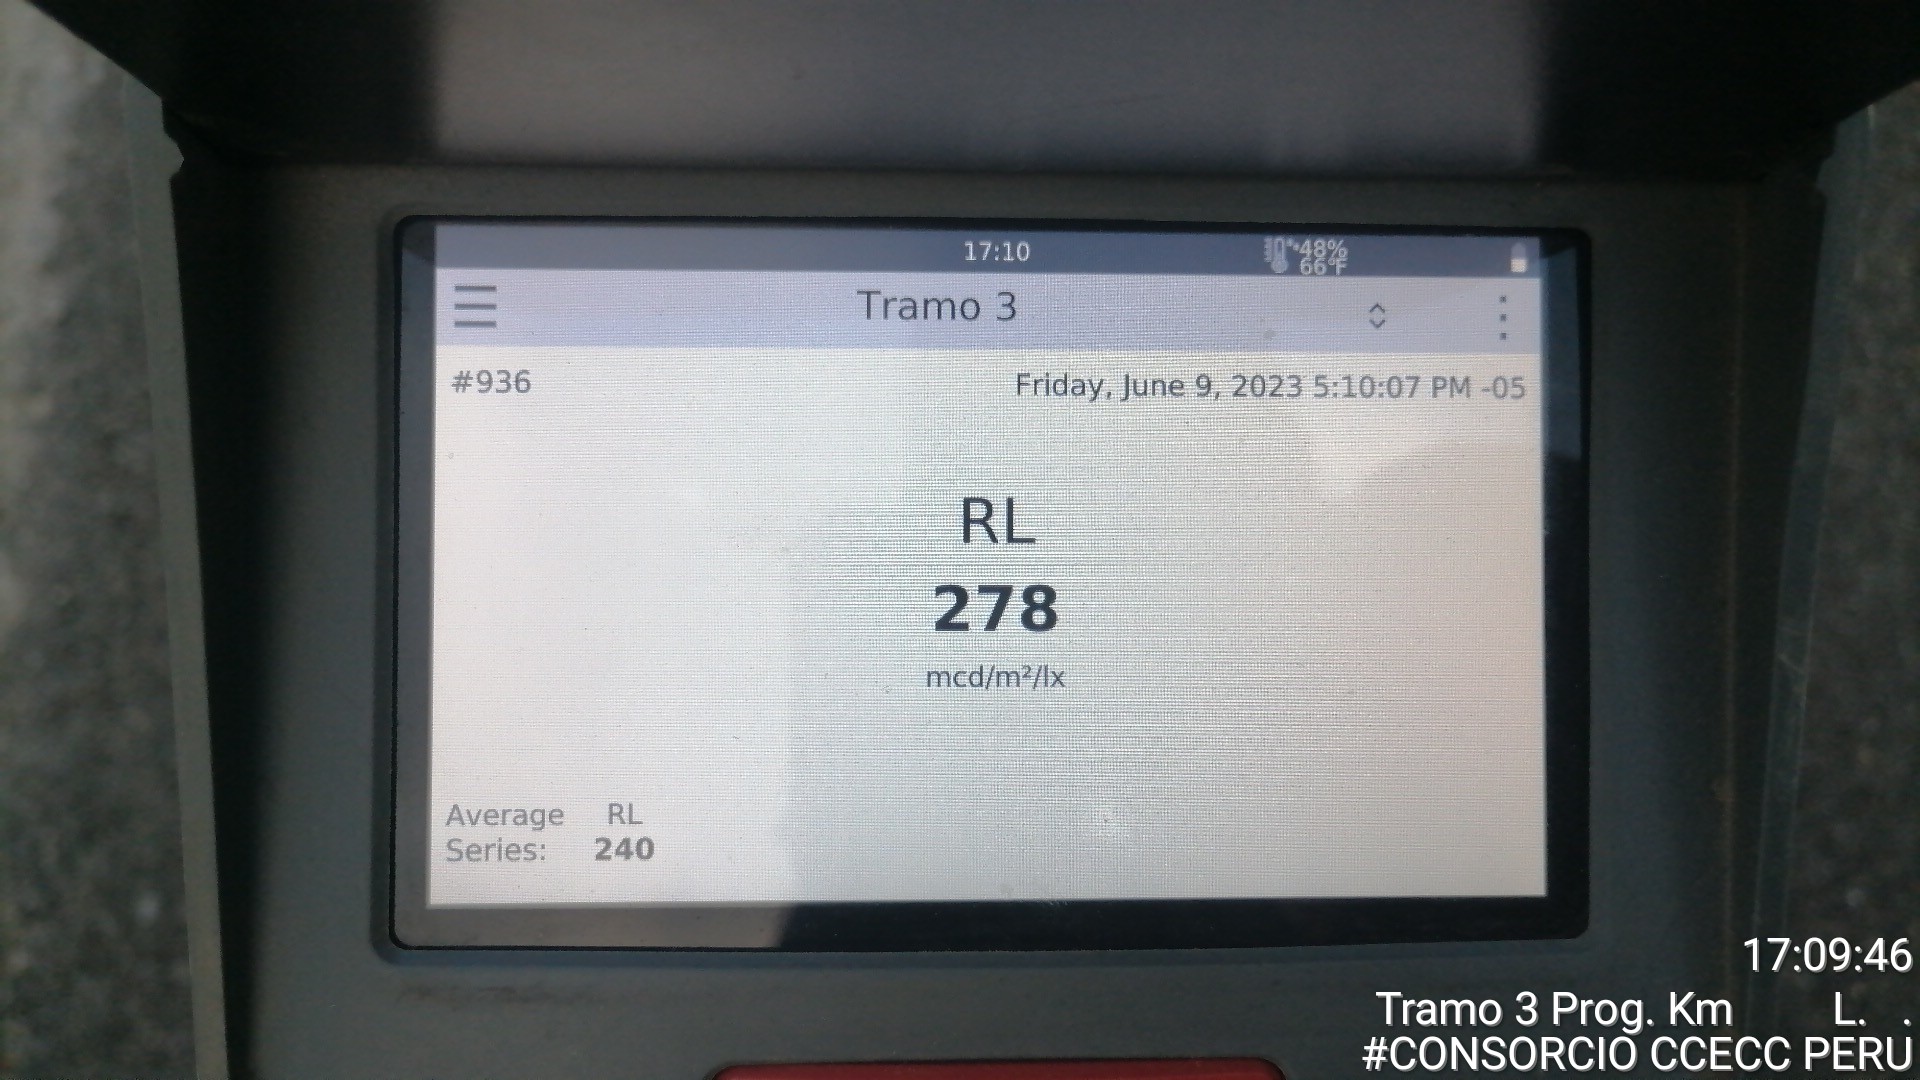 17:10
48%
66°F
Tramo 3
#936
Friday, June 9, 2023 5:10:07 PM -05
RL
278
mcd/m²/lx
Average RL
Series: 240
17:09:46
Tramo 3 Prog. Km L. .
#CONSORCIO CCECC PERU